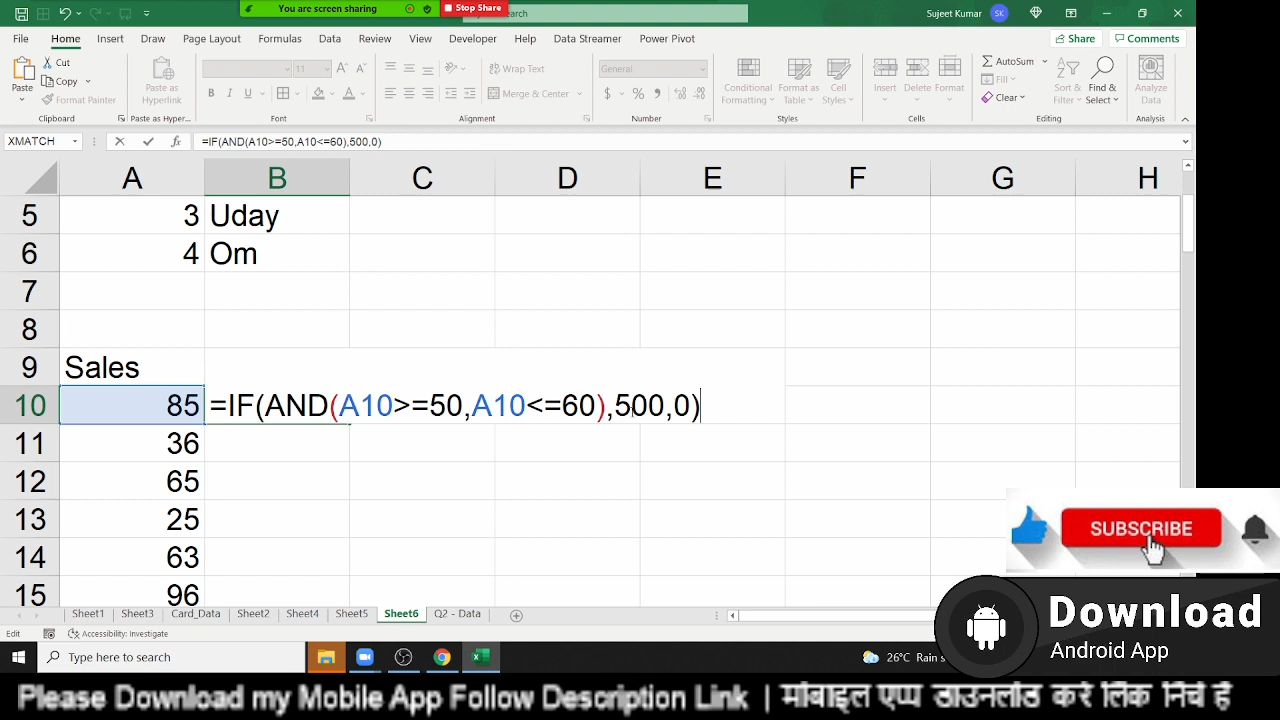 You are screen sharing
Stop Share
Search
Sujeet Kumar
SK
File Home Insert Draw Page Layout Formulas Data Review View Developer Help Data Streamer Power Pivot
Share
Comments
Paste
Cut
Copy
Format Painter
Clipboard
Paste as Hyperlink
Paste as Hyper...
11
B I U
Font
Wrap Text
Merge & Center
Alignment
General
Number
Conditional Formatting
Format as Table
Cell Styles
Styles
Insert Delete Format
Cells
AutoSum
Fill
Clear
Sort & Filter
Find & Select
Editing
Analyze Data
Analysis
XMATCH
fx
=IF(AND(A10>=50,A10<=60),500,0)
A B C D E F G H
5 3 Uday
6 4 Om
7
8
9 Sales
10 85 =IF(AND(A10>=50,A10<=60),500,0)
11 36
12 65
13 25
14 63
15 96
SUBSCRIBE
Sheet1 Sheet3 Card_Data Sheet2 Sheet4 Sheet5 Sheet6 Q2 - Data
Edit
Accessibility: Investigate
Type here to search
26°C Rain s
Download
Android App
Please Download my Mobile App Follow Description Link | मोबाइल एप्प डाउनलोड करे लिंक निचे है